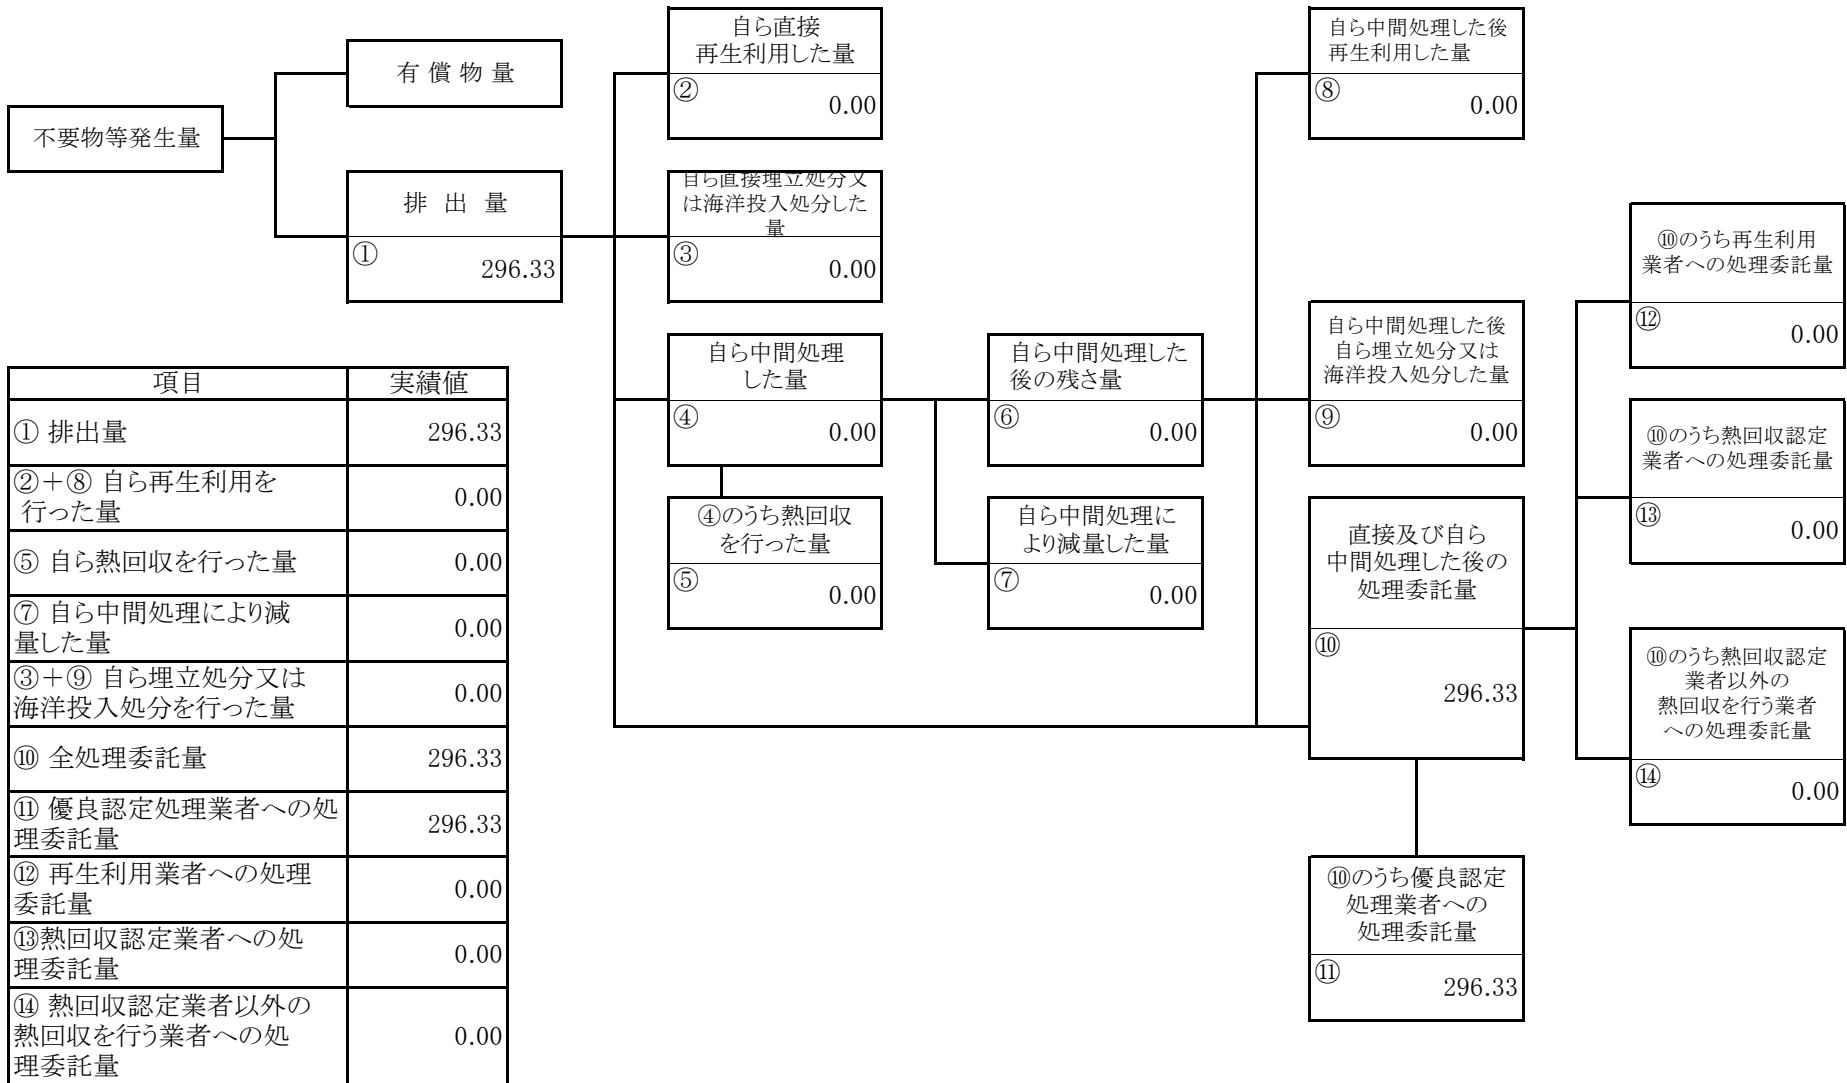 不要物等発生量
有 償 物 量
排 出 量
①
296.33
自ら直接
再生利用した量
②
0.00
自ら直接埋立処分又
は海洋投入処分した
量
③
0.00
自ら中間処理
した量
④
0.00
④のうち熱回収
を行った量
⑤
0.00
自ら中間処理した
後の残さ量
⑥
0.00
自ら中間処理に
より減量した量
⑦
0.00
自ら中間処理した後
再生利用した量
⑧
0.00
自ら中間処理した後
自ら埋立処分又は
海洋投入処分した量
⑨
0.00
直接及び自ら
中間処理した後の
処理委託量
⑩
296.33
⑩のうち優良認定
処理業者への
処理委託量
⑪
296.33
⑩のうち再生利用
業者への処理委託量
⑫
0.00
⑩のうち熱回収認定
業者への処理委託量
⑬
0.00
⑩のうち熱回収認定
業者以外の
熱回収を行う業者
への処理委託量
⑭
0.00
項目 実績値
① 排出量 296.33
②＋⑧ 自ら再生利用を
行った量 0.00
⑤ 自ら熱回収を行った量 0.00
⑦ 自ら中間処理により減
量した量 0.00
③＋⑨ 自ら埋立処分又は
海洋投入処分を行った量 0.00
⑩ 全処理委託量 296.33
⑪ 優良認定処理業者への処
理委託量 296.33
⑫ 再生利用業者への処理
委託量 0.00
⑬熱回収認定業者への処
理委託量 0.00
⑭ 熱回収認定業者以外の
熱回収を行う業者への処
理委託量 0.00